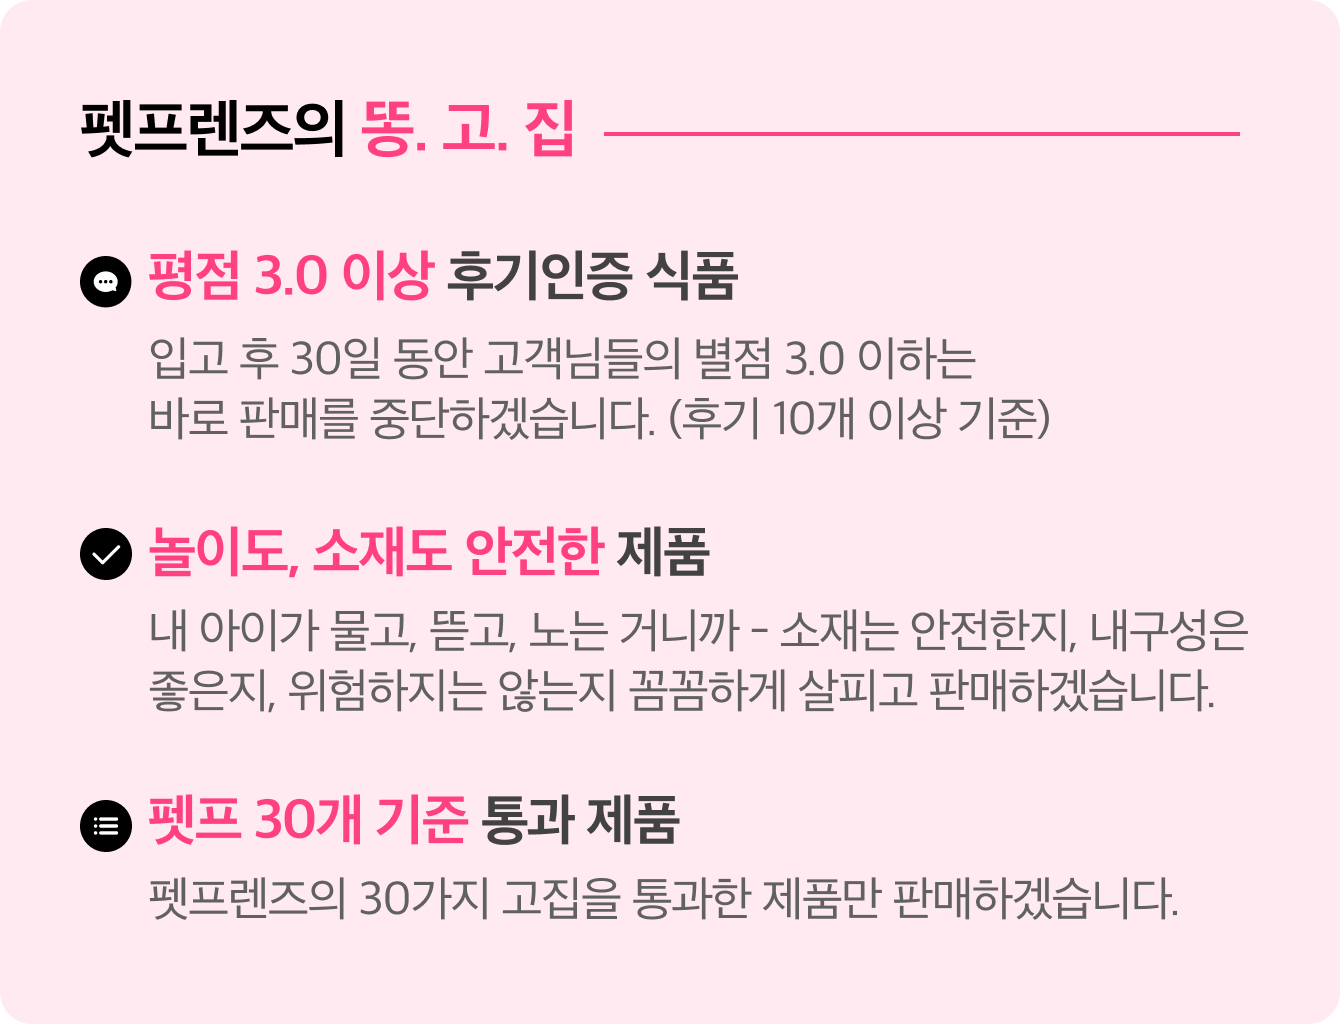 펫프렌즈의 똥. 고. 집
평점 3.0 이상 후기인증 식품
입고 후 30일 동안 고객님들의 별점 3.0 이하는
바로 판매를 중단하겠습니다. (후기 10개 이상 기준)
놀이도, 소재도 안전한 제품
내 아이가 물고, 뜯고, 노는 거니까 - 소재는 안전한지, 내구성은
좋은지, 위험하지는 않는지 꼼꼼하게 살피고 판매하겠습니다.
펫프 30개 기준 통과 제품
펫프렌즈의 30가지 고집을 통과한 제품만 판매하겠습니다.